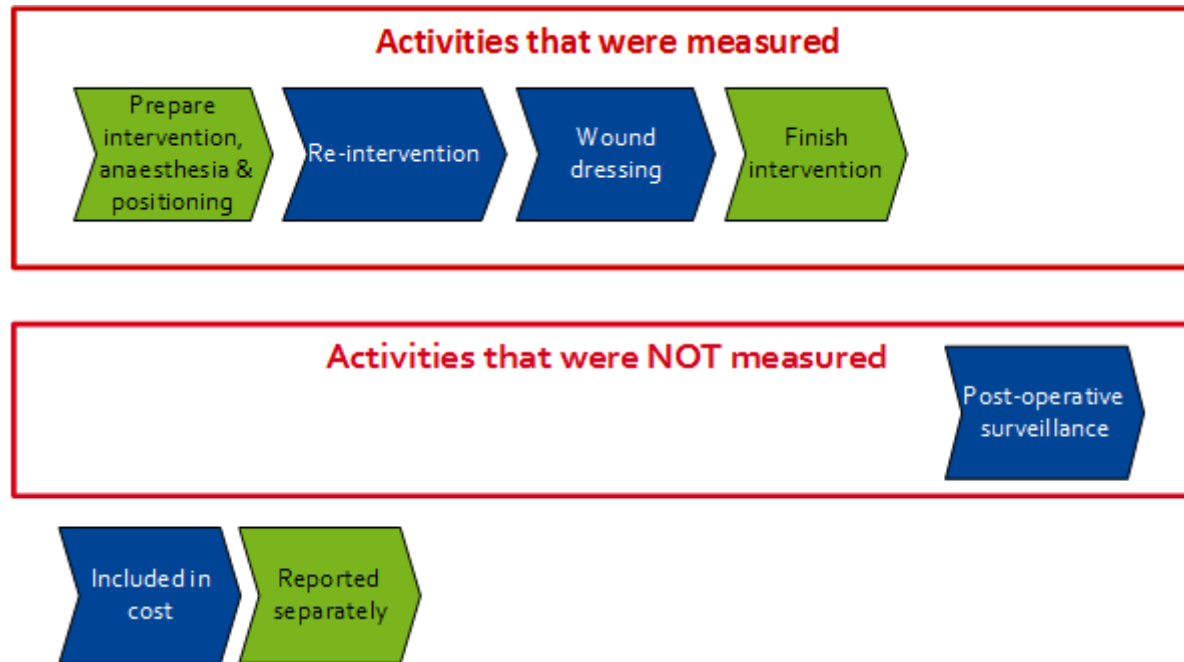 Activities that were measured
Prepare
intervention,
anaesthesia &
positioning
Re-intervention
Wound
dressing
Finish
intervention
Activities that were NOT measured
Post-operative
surveillance
Included in
cost
Reported
separately